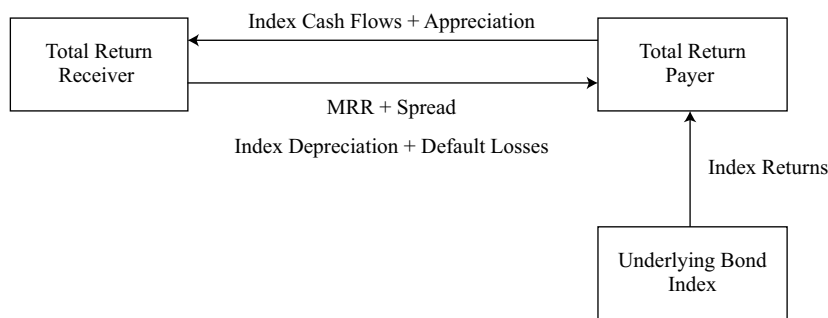 Index Cash Flows + Appreciation
Total Return
Receiver
Total Return
Payer
MRR + Spread
Index Depreciation + Default Losses
Index Returns
Underlying Bond
Index